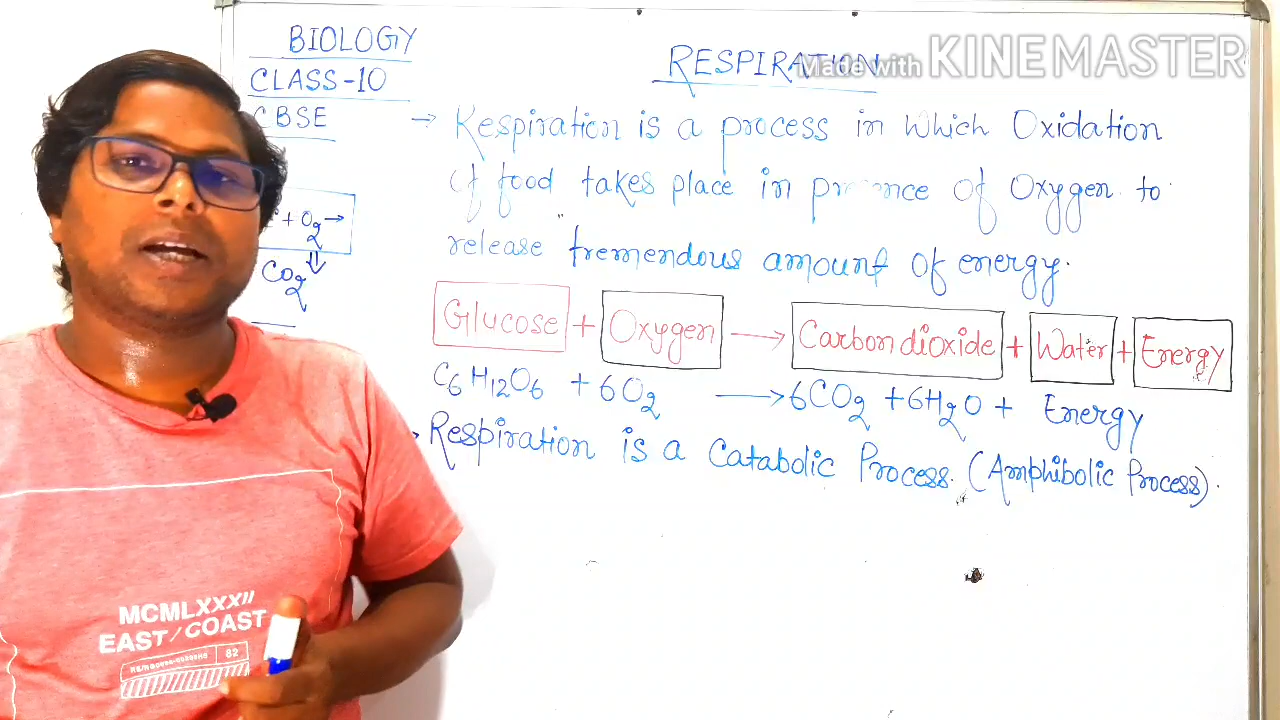 BIOLOGY
CLASS-10
CBSE
+ O2 →
CO2
RESPIRATION
Made with KINEMASTER
→ Respiration is a process in which Oxidation
of food takes place in presence of Oxygen to
release tremendous amount of energy.
Glucose + Oxygen → Carbondioxide + Water + Energy
C6H12O6 + 6O2 → 6CO2 + 6H2O + Energy
Respiration is a Catabolic Process. (Amphibolic Process).
MCMLXXXII
EAST/COAST
82